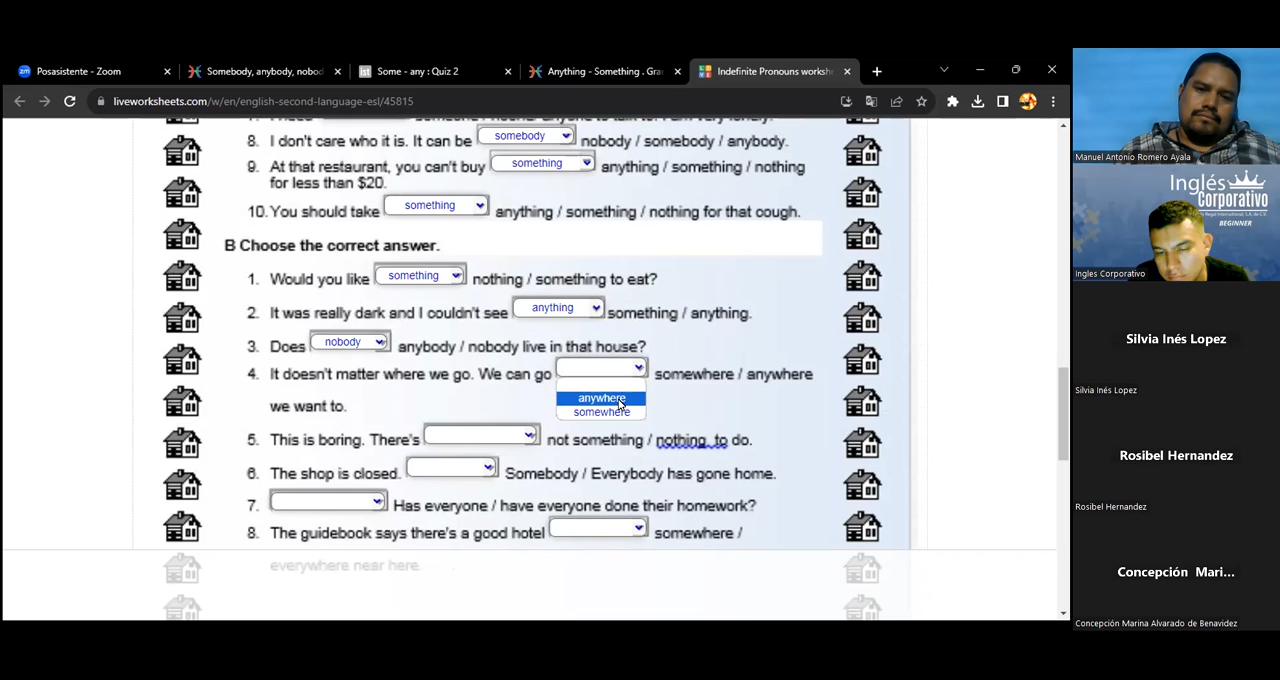 Posasistente - Zoom
Somebody, anybody, nobod
Some - any : Quiz 2
Anything - Something . Gra
Indefinite Pronouns worksh
liveworksheets.com/w/en/english-second-language-esl/45815
8. I don't care who it is. It can be somebody nobody / somebody / anybody.
9. At that restaurant, you can't buy something anything / something / nothing
for less than $20.
10. You should take something anything / something / nothing for that cough.
B Choose the correct answer.
1. Would you like something nothing / something to eat?
2. It was really dark and I couldn't see anything something / anything.
3. Does nobody anybody / nobody live in that house?
4. It doesn't matter where we go. We can go somewhere / anywhere
anywhere
we want to.
somewhere
5. This is boring. There's not something / nothing to do.
6. The shop is closed. Somebody / Everybody has gone home.
7. Has everyone / have everyone done their homework?
8. The guidebook says there's a good hotel somewhere /
everywhere near here.
Manuel Antonio Romero Ayala
Inglés
Corporativo
BEGINNER
Ingles Corporativo
Silvia Inés Lopez
Silvia Inés Lopez
Rosibel Hernandez
Rosibel Hernandez
Concepción Mari...
Concepción Marina Alvarado de Benavidez